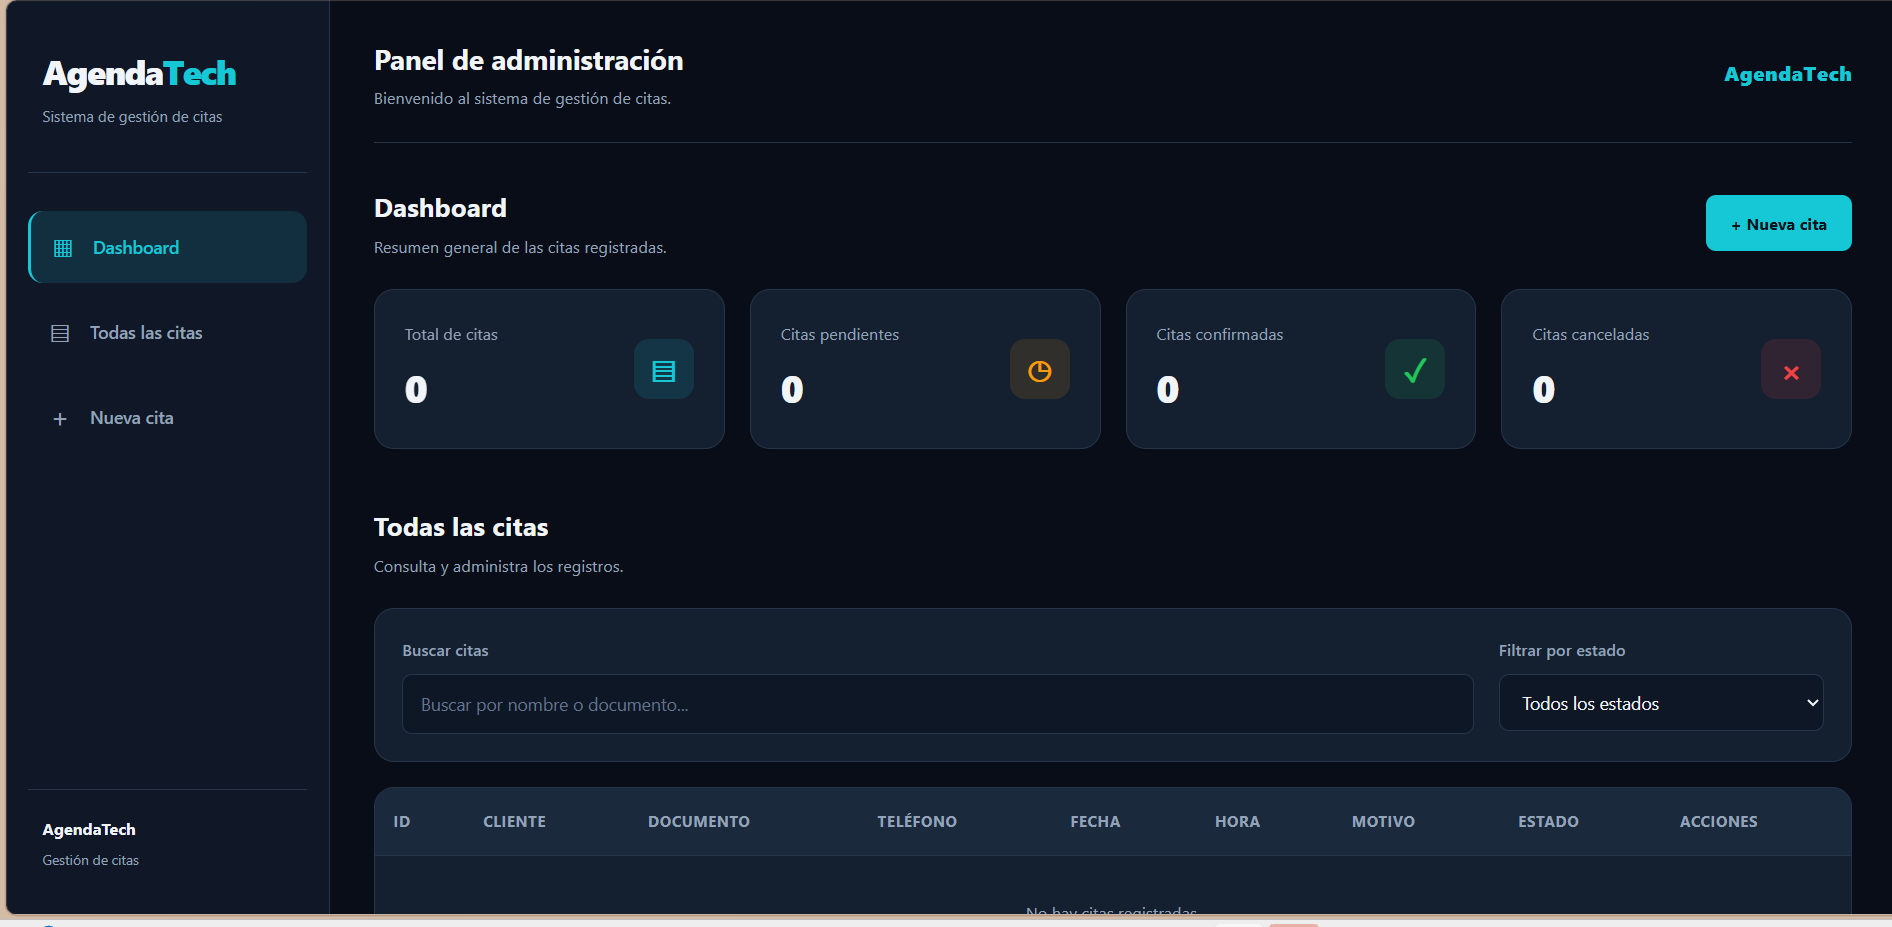 AgendaTech
Sistema de gestión de citas
Dashboard
Todas las citas
+ Nueva cita
AgendaTech
Gestión de citas
Panel de administración
Bienvenido al sistema de gestión de citas.
AgendaTech
Dashboard
Resumen general de las citas registradas.
+ Nueva cita
Total de citas
0
Citas pendientes
0
Citas confirmadas
0
Citas canceladas
0
Todas las citas
Consulta y administra los registros.
Buscar citas
Buscar por nombre o documento...
Filtrar por estado
Todos los estados
ID CLIENTE DOCUMENTO TELÉFONO FECHA HORA MOTIVO ESTADO ACCIONES
No hay citas registradas